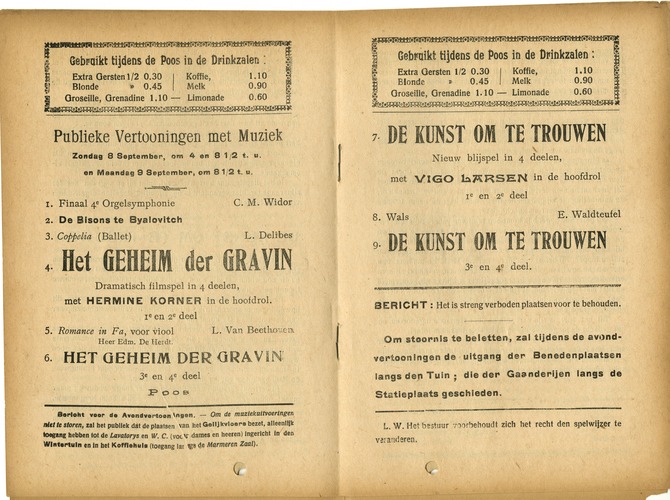 Gebruikt tijdens de Poos in de Drinkzalen :
Extra Gersten 1/2 0.30 Koffie, 1.10
Blonde » 0.45 Melk 0.90
Groseille, Grenadine 1.10 — Limonade 0.60
Publieke Vertooningen met Muziek
Zondag 8 September, om 4 en 8 1/2 t. u.
en Maandag 9 September, om 8 1/2 t. u.
1. Finaal 4e Orgelsymphonie C. M. Widor
2. De Bisons te Byalovitch
3. Coppelia (Ballet) L. Delibes
4. Het GEHEIM der GRAVIN
Dramatisch filmspel in 4 deelen,
met HERMINE KORNER in de hoofdrol.
1e en 2e deel
5. Romance in Fa, voor viool L. Van Beethoven
Heer Edm. De Herdt.
6. HET GEHEIM DER GRAVIN
3e en 4e deel
Poos
Bericht voor de Avondvertooningen. — Om de muziekuitvoeringen
niet te storen, zal het publiek dat de plaatsen van het Gelijkvloers bezet, alleenlijk
toegang hebben tot de Lavatorys en W. C. (voor dames en heeren) ingericht in den
Wintertuin en in het Koffiehuis (toegang langs de Marmeren Zaal).
Gebruikt tijdens de Poos in de Drinkzalen :
Extra Gersten 1/2 0.30 Koffie, 1.10
Blonde » 0.45 Melk 0.90
Groseille, Grenadine 1.10 — Limonade 0.60
7. DE KUNST OM TE TROUWEN
Nieuw blijspel in 4 deelen,
met VIGO LARSEN in de hoofdrol
1e en 2e deel
8. Wals E. Waldteufel
9. DE KUNST OM TE TROUWEN
3e en 4e deel.
BERICHT : Het is streng verboden plaatsen voor te behouden.
Om stoornis te beletten, zal tijdens de avond-
vertooningen de uitgang der Benedenplaatsen
langs den Tuin ; die der Gaanderijen langs de
Statieplaats geschieden.
L. W. Het bestuur voorbehoudt zich het recht den spelwijzer te
veranderen.